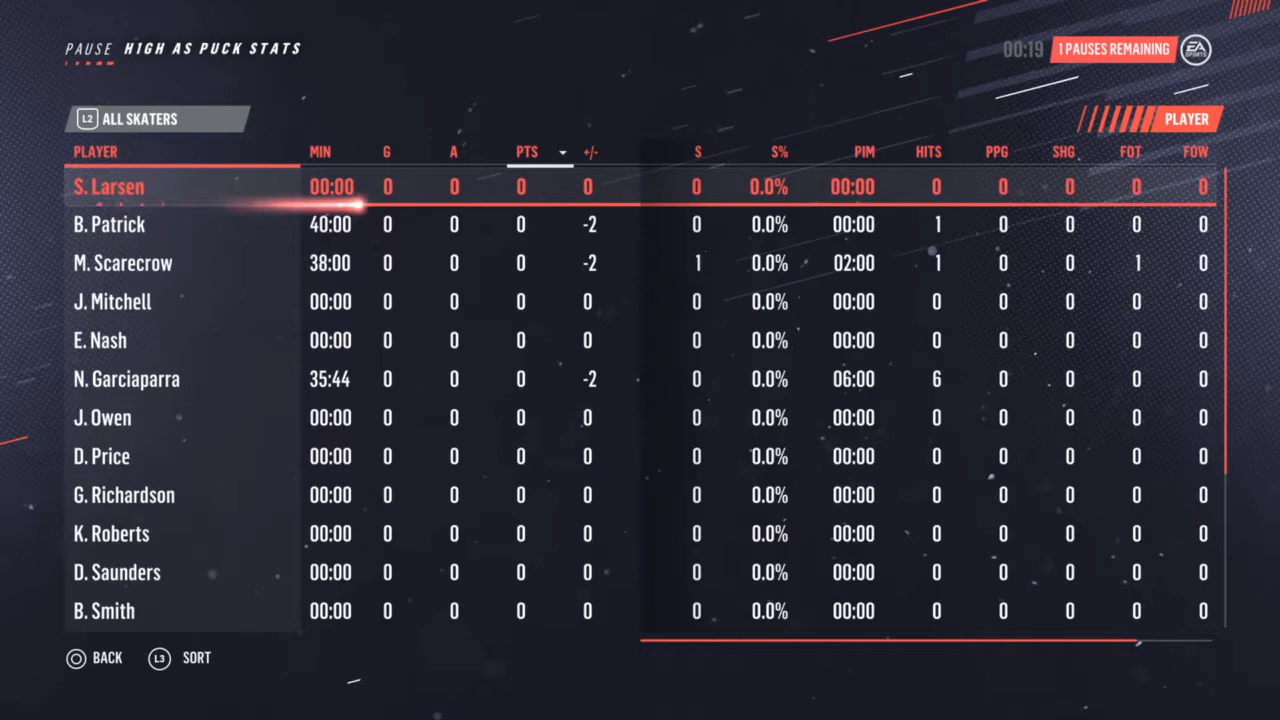 PAUSE HIGH AS PUCK STATS 00:19 1 PAUSES REMAINING EA SPORTS
L2 ALL SKATERS PLAYER
PLAYER MIN G A PTS +/- S S% PIM HITS PPG SHG FOT FOW
S. Larsen 00:00 0 0 0 0 0 0.0% 00:00 0 0 0 0 0
B. Patrick 40:00 0 0 0 -2 0 0.0% 00:00 1 0 0 0 0
M. Scarecrow 38:00 0 0 0 -2 1 0.0% 02:00 1 0 0 1 0
J. Mitchell 00:00 0 0 0 0 0 0.0% 00:00 0 0 0 0 0
E. Nash 00:00 0 0 0 0 0 0.0% 00:00 0 0 0 0 0
N. Garciaparra 35:44 0 0 0 -2 0 0.0% 06:00 6 0 0 0 0
J. Owen 00:00 0 0 0 0 0 0.0% 00:00 0 0 0 0 0
D. Price 00:00 0 0 0 0 0 0.0% 00:00 0 0 0 0 0
G. Richardson 00:00 0 0 0 0 0 0.0% 00:00 0 0 0 0 0
K. Roberts 00:00 0 0 0 0 0 0.0% 00:00 0 0 0 0 0
D. Saunders 00:00 0 0 0 0 0 0.0% 00:00 0 0 0 0 0
B. Smith 00:00 0 0 0 0 0 0.0% 00:00 0 0 0 0 0
BACK L3 SORT